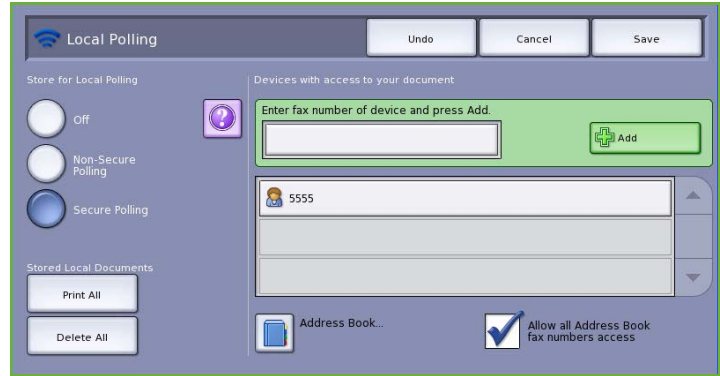 Local Polling
Undo
Cancel
Save
Store for Local Polling
Off
Non-Secure
Polling
Secure Polling
Stored Local Documents
Print All
Delete All
Devices with access to your document
Enter fax number of device and press Add.
Add
5555
Address Book...
Allow all Address Book
fax numbers access